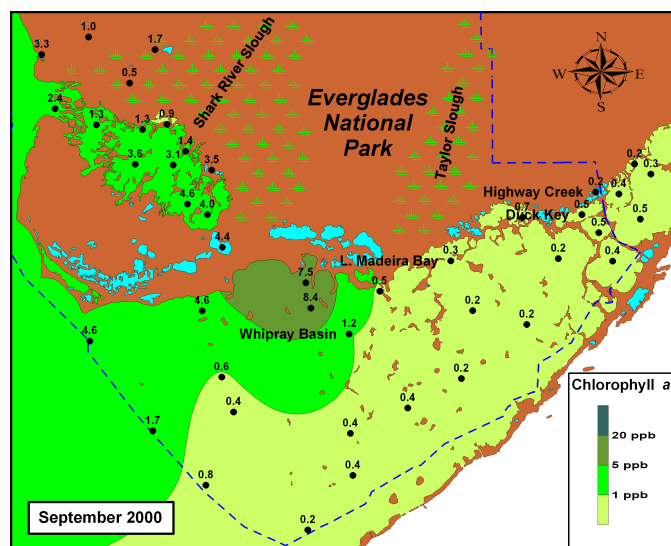 1.0
1.7
3.3
0.5
Shark River Slough
N
W
E
S
Everglades
National
Park
Taylor Slough
2.4
1.3
1.3
0.9
1.4
3.6
3.1
3.5
4.6
4.0
4.4
0.2
0.3
Highway Creek
0.2
0.4
0.7
Duck Key
0.5
0.5
0.5
L. Madeira Bay
0.3
0.2
0.4
7.5
0.5
8.4
4.6
0.2
0.2
Whipray Basin
1.2
4.6
0.6
0.2
0.4
0.4
0.4
1.7
0.4
0.8
0.2
Chlorophyll a
20 ppb
5 ppb
1 ppb
September 2000